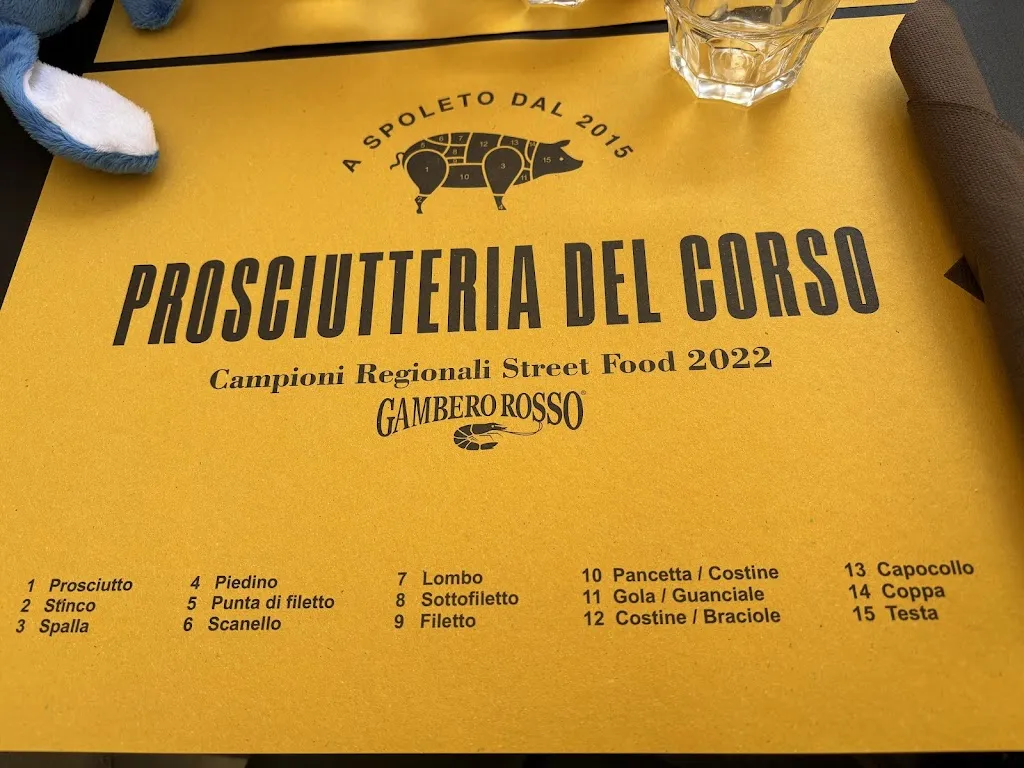 A SPOLETO DAL 2015
PROSCIUTTERIA DEL CORSO
Campioni Regionali Street Food 2022
GAMBERO ROSSO
1 Prosciutto
2 Stinco
3 Spalla
4 Piedino
5 Punta di filetto
6 Scanello
7 Lombo
8 Sottofiletto
9 Filetto
10 Pancetta / Costine
11 Gola / Guanciale
12 Costine / Braciole
13 Capocollo
14 Coppa
15 Testa